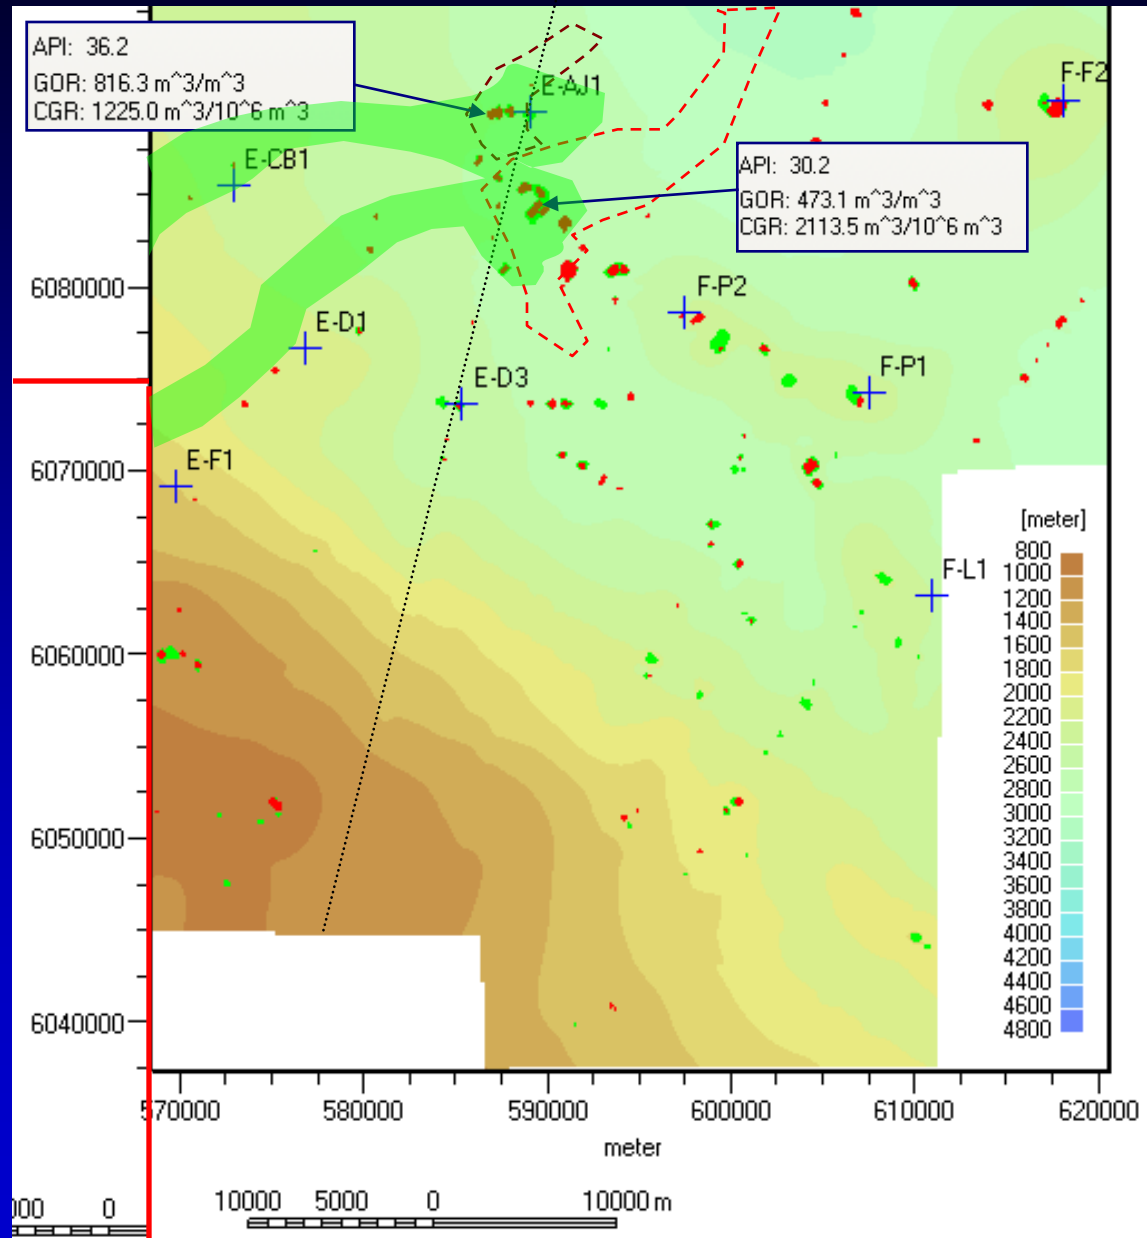 API: 36.2
GOR: 816.3 m^3/m^3
CGR: 1225.0 m^3/10^6 m^3
E-AJ1
F-F2
E-CB1
API: 30.2
GOR: 473.1 m^3/m^3
CGR: 2113.5 m^3/10^6 m^3
6080000
F-P2
E-D1
F-P1
E-D3
6070000
E-F1
[meter]
800
1000
1200
1400
1600
1800
2000
2200
2400
2600
2800
3000
3200
3400
3600
3800
4000
4200
4400
4600
4800
F-L1
6060000
6050000
6040000
570000 580000 590000 600000 610000 620000
meter
000 0
10000 5000 0 10000 m